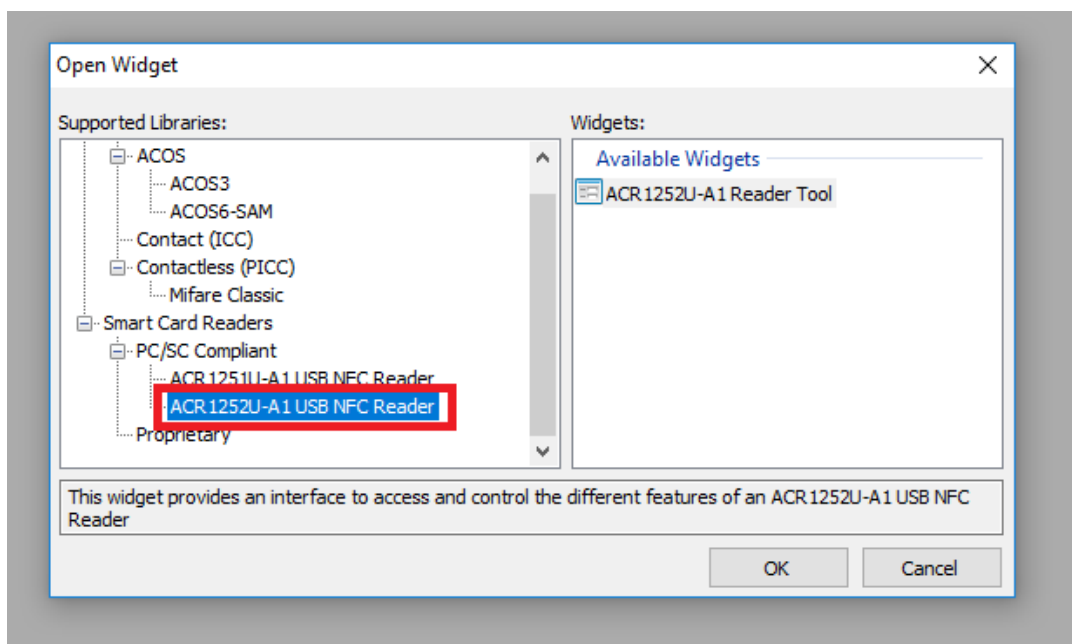 Open Widget
Supported Libraries:
ACOS
ACOS3
ACOS6-SAM
Contact (ICC)
Contactless (PICC)
Mifare Classic
Smart Card Readers
PC/SC Compliant
ACR1251U-A1 USB NFC Reader
ACR1252U-A1 USB NFC Reader
Proprietary
Widgets:
Available Widgets
ACR1252U-A1 Reader Tool
This widget provides an interface to access and control the different features of an ACR1252U-A1 USB NFC
Reader
OK
Cancel